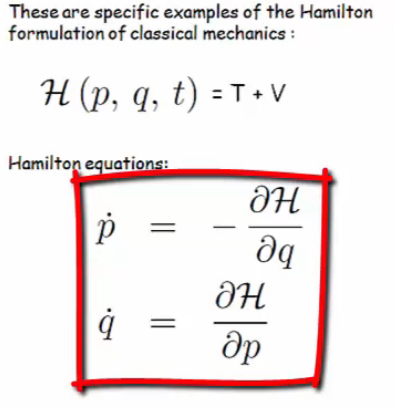 These are specific examples of the Hamilton
formulation of classical mechanics :
ℋ (p, q, t) = T + V
Hamilton equations:
ṗ = − ∂ℋ/∂q
q̇ = ∂ℋ/∂p